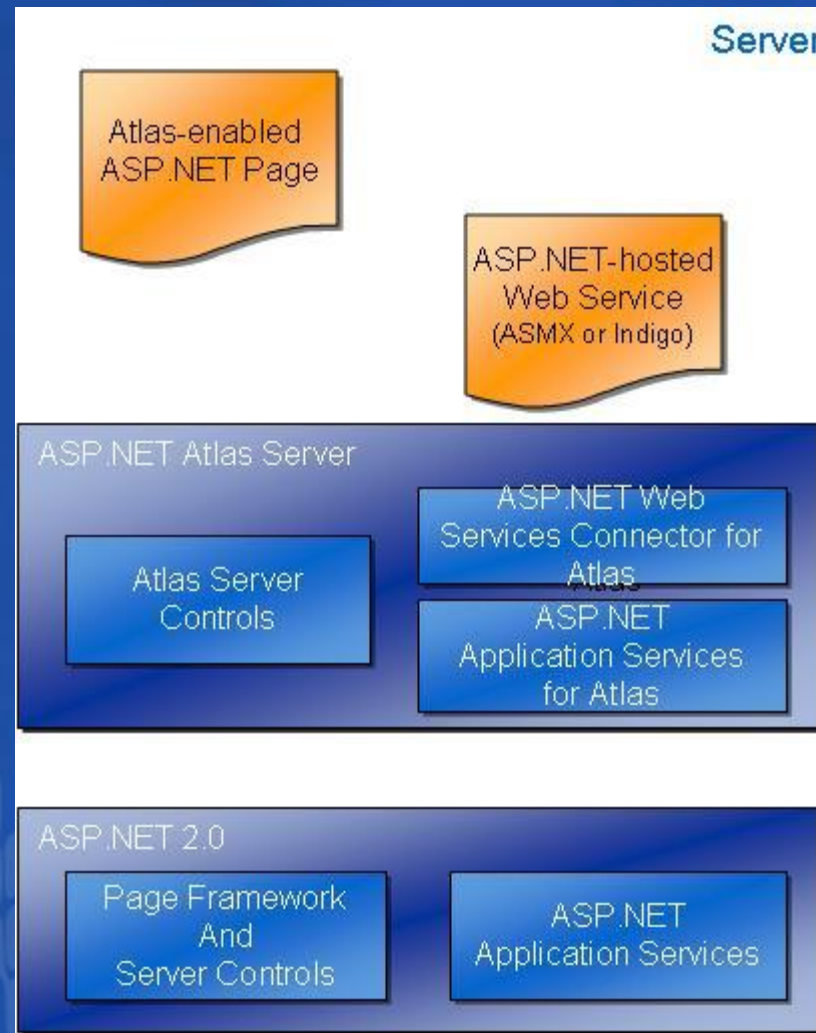 Server
Atlas-enabled
ASP.NET Page
ASP.NET-hosted
Web Service
(ASMX or Indigo)
ASP.NET Atlas Server
Atlas Server
Controls
ASP.NET Web
Services Connector for
Atlas
ASP.NET
Application Services
for Atlas
ASP.NET 2.0
Page Framework
And
Server Controls
ASP.NET
Application Services